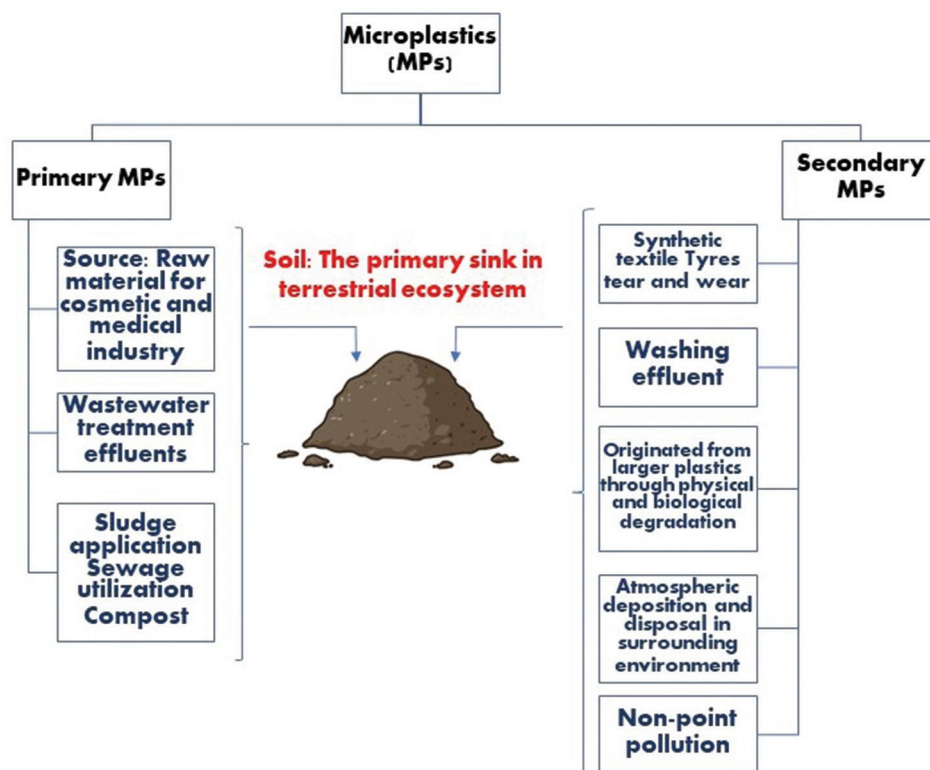 Microplastics
(MPs)
Primary MPs
Secondary
MPs
Source: Raw
material for
cosmetic and
medical
industry
Wastewater
treatment
effluents
Sludge
application
Sewage
utilization
Compost
Soil: The primary sink in
terrestrial ecosystem
Synthetic
textile Tyres
tear and wear
Washing
effluent
Originated from
larger plastics
through physical
and biological
degradation
Atmospheric
deposition and
disposal in
surrounding
environment
Non-point
pollution